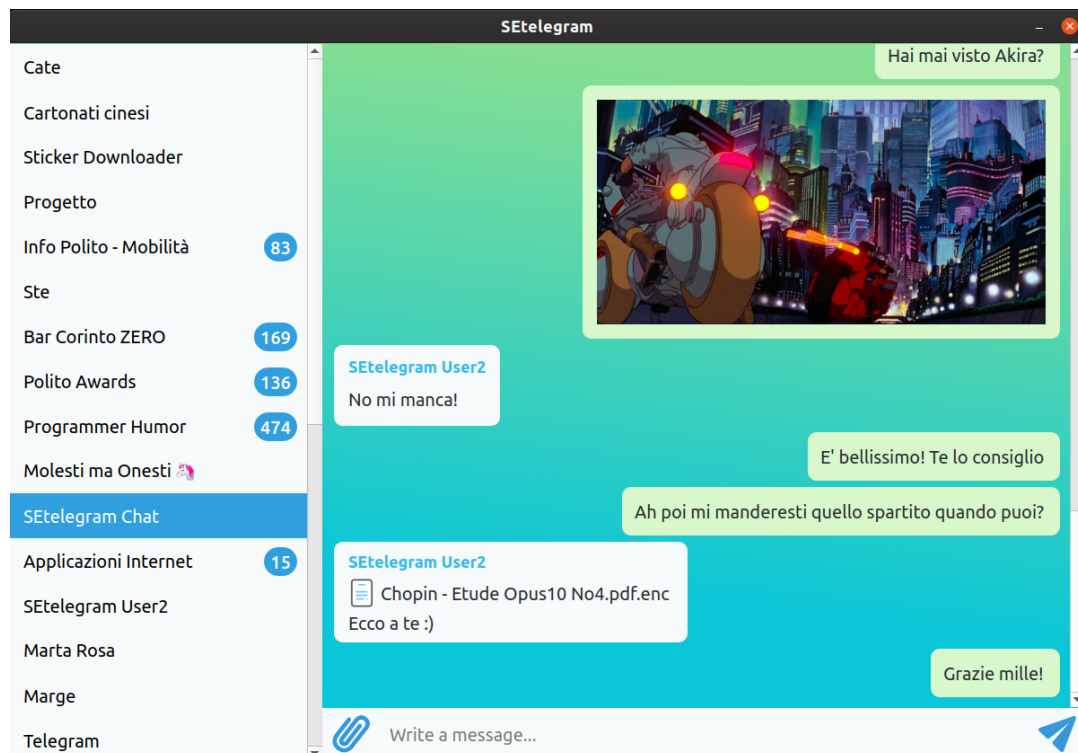 SEtelegram
Cate
Cartonati cinesi
Sticker Downloader
Progetto
Info Polito - Mobilità 83
Ste
Bar Corinto ZERO 169
Polito Awards 136
Programmer Humor 474
Molesti ma Onesti 🦄
SEtelegram Chat
Applicazioni Internet 15
SEtelegram User2
Marta Rosa
Marge
Telegram
Hai mai visto Akira?
SEtelegram User2
No mi manca!
E' bellissimo! Te lo consiglio
Ah poi mi manderesti quello spartito quando puoi?
SEtelegram User2
Chopin - Etude Opus10 No4.pdf.enc
Ecco a te :)
Grazie mille!
Write a message...